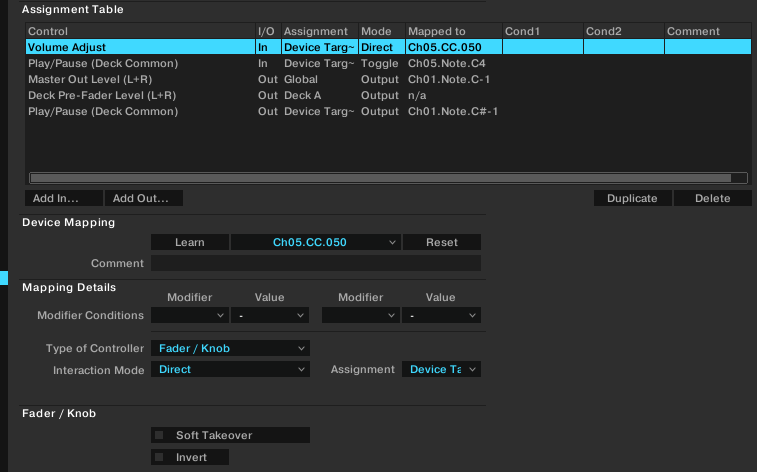 Assignment Table
Control I/O Assignment Mode Mapped to Cond1 Cond2 Comment
Volume Adjust In Device Targ~ Direct Ch05.CC.050
Play/Pause (Deck Common) In Device Targ~ Toggle Ch05.Note.C4
Master Out Level (L+R) Out Global Output Ch01.Note.C-1
Deck Pre-Fader Level (L+R) Out Deck A Output n/a
Play/Pause (Deck Common) Out Device Targ~ Output Ch01.Note.C#-1
Add In... Add Out... Duplicate Delete
Device Mapping
Learn Ch05.CC.050 Reset
Comment
Mapping Details
Modifier Value Modifier Value
Modifier Conditions - -
Type of Controller Fader / Knob
Interaction Mode Direct Assignment Device Ta
Fader / Knob
Soft Takeover
Invert